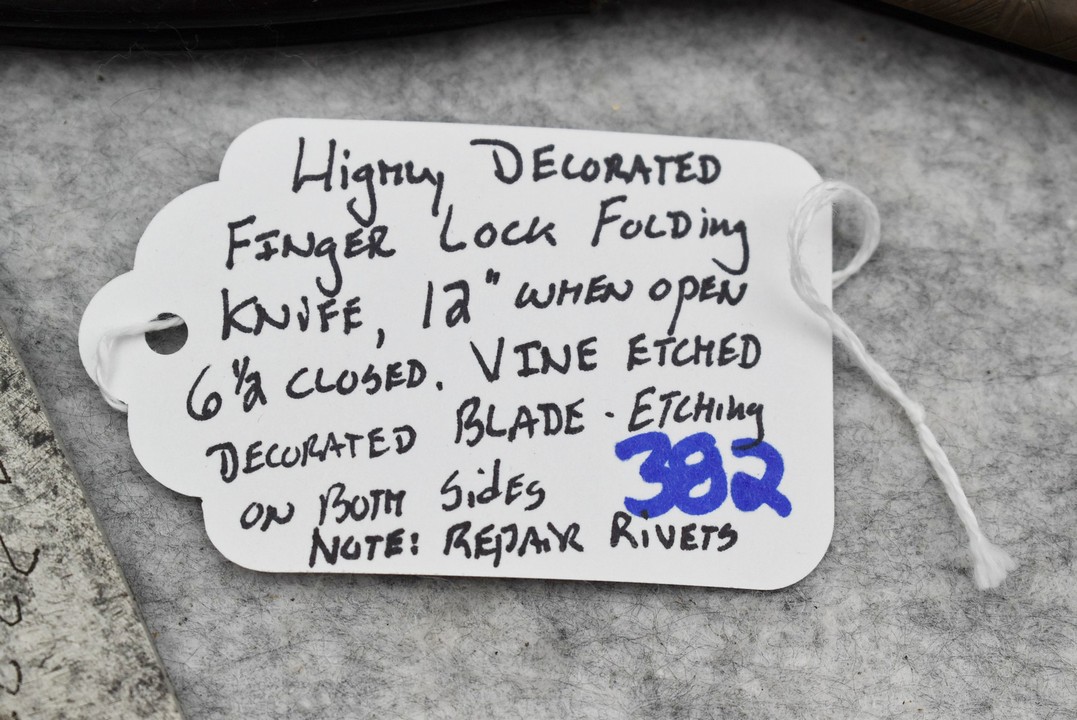 Highly DECORATED
FINgER Lock FoLDing
KNIFE, 12" WHEN OPEN
6 1/2 CLOSED. VINE ETCHED
DECORATED BLADE - ETCHing
ON BOTH SidES 382
NOTE: REPAIR RIVETS